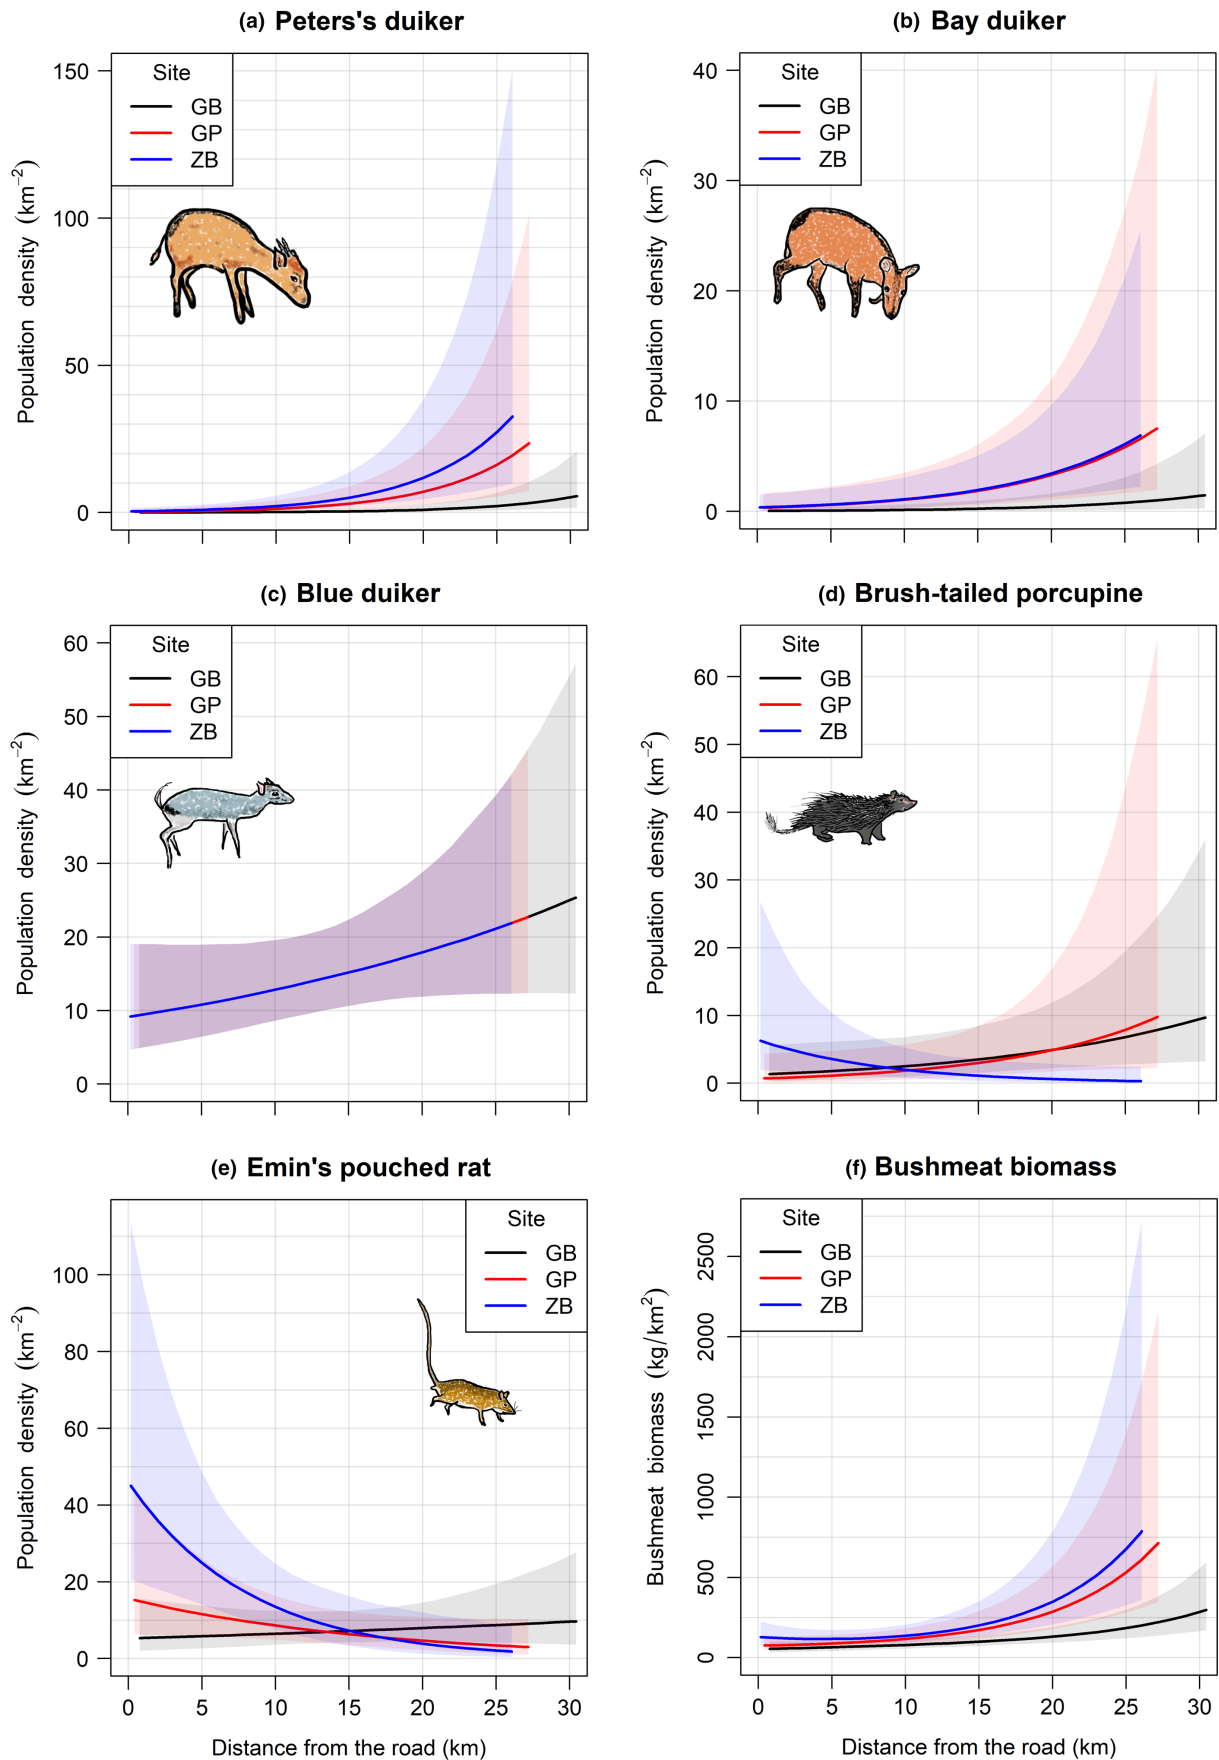 (a) Peters's duiker
Site
GB
GP
ZB
150
100
50
0
Population density (km−2)
(b) Bay duiker
Site
GB
GP
ZB
40
30
20
10
0
Population density (km−2)
(c) Blue duiker
Site
GB
GP
ZB
60
50
40
30
20
10
0
Population density (km−2)
(d) Brush-tailed porcupine
Site
GB
GP
ZB
60
50
40
30
20
10
0
Population density (km−2)
(e) Emin's pouched rat
Site
GB
GP
ZB
100
80
60
40
20
0
Population density (km−2)
0 5 10 15 20 25 30
Distance from the road (km)
(f) Bushmeat biomass
Site
GB
GP
ZB
2500
2000
1500
1000
500
0
Bushmeat biomass (kg/km2)
0 5 10 15 20 25 30
Distance from the road (km)